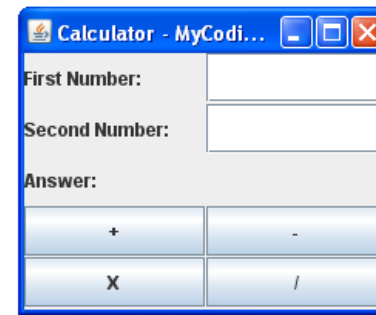 Calculator - MyCodi...
First Number:
Second Number:
Answer:
+ -
X /